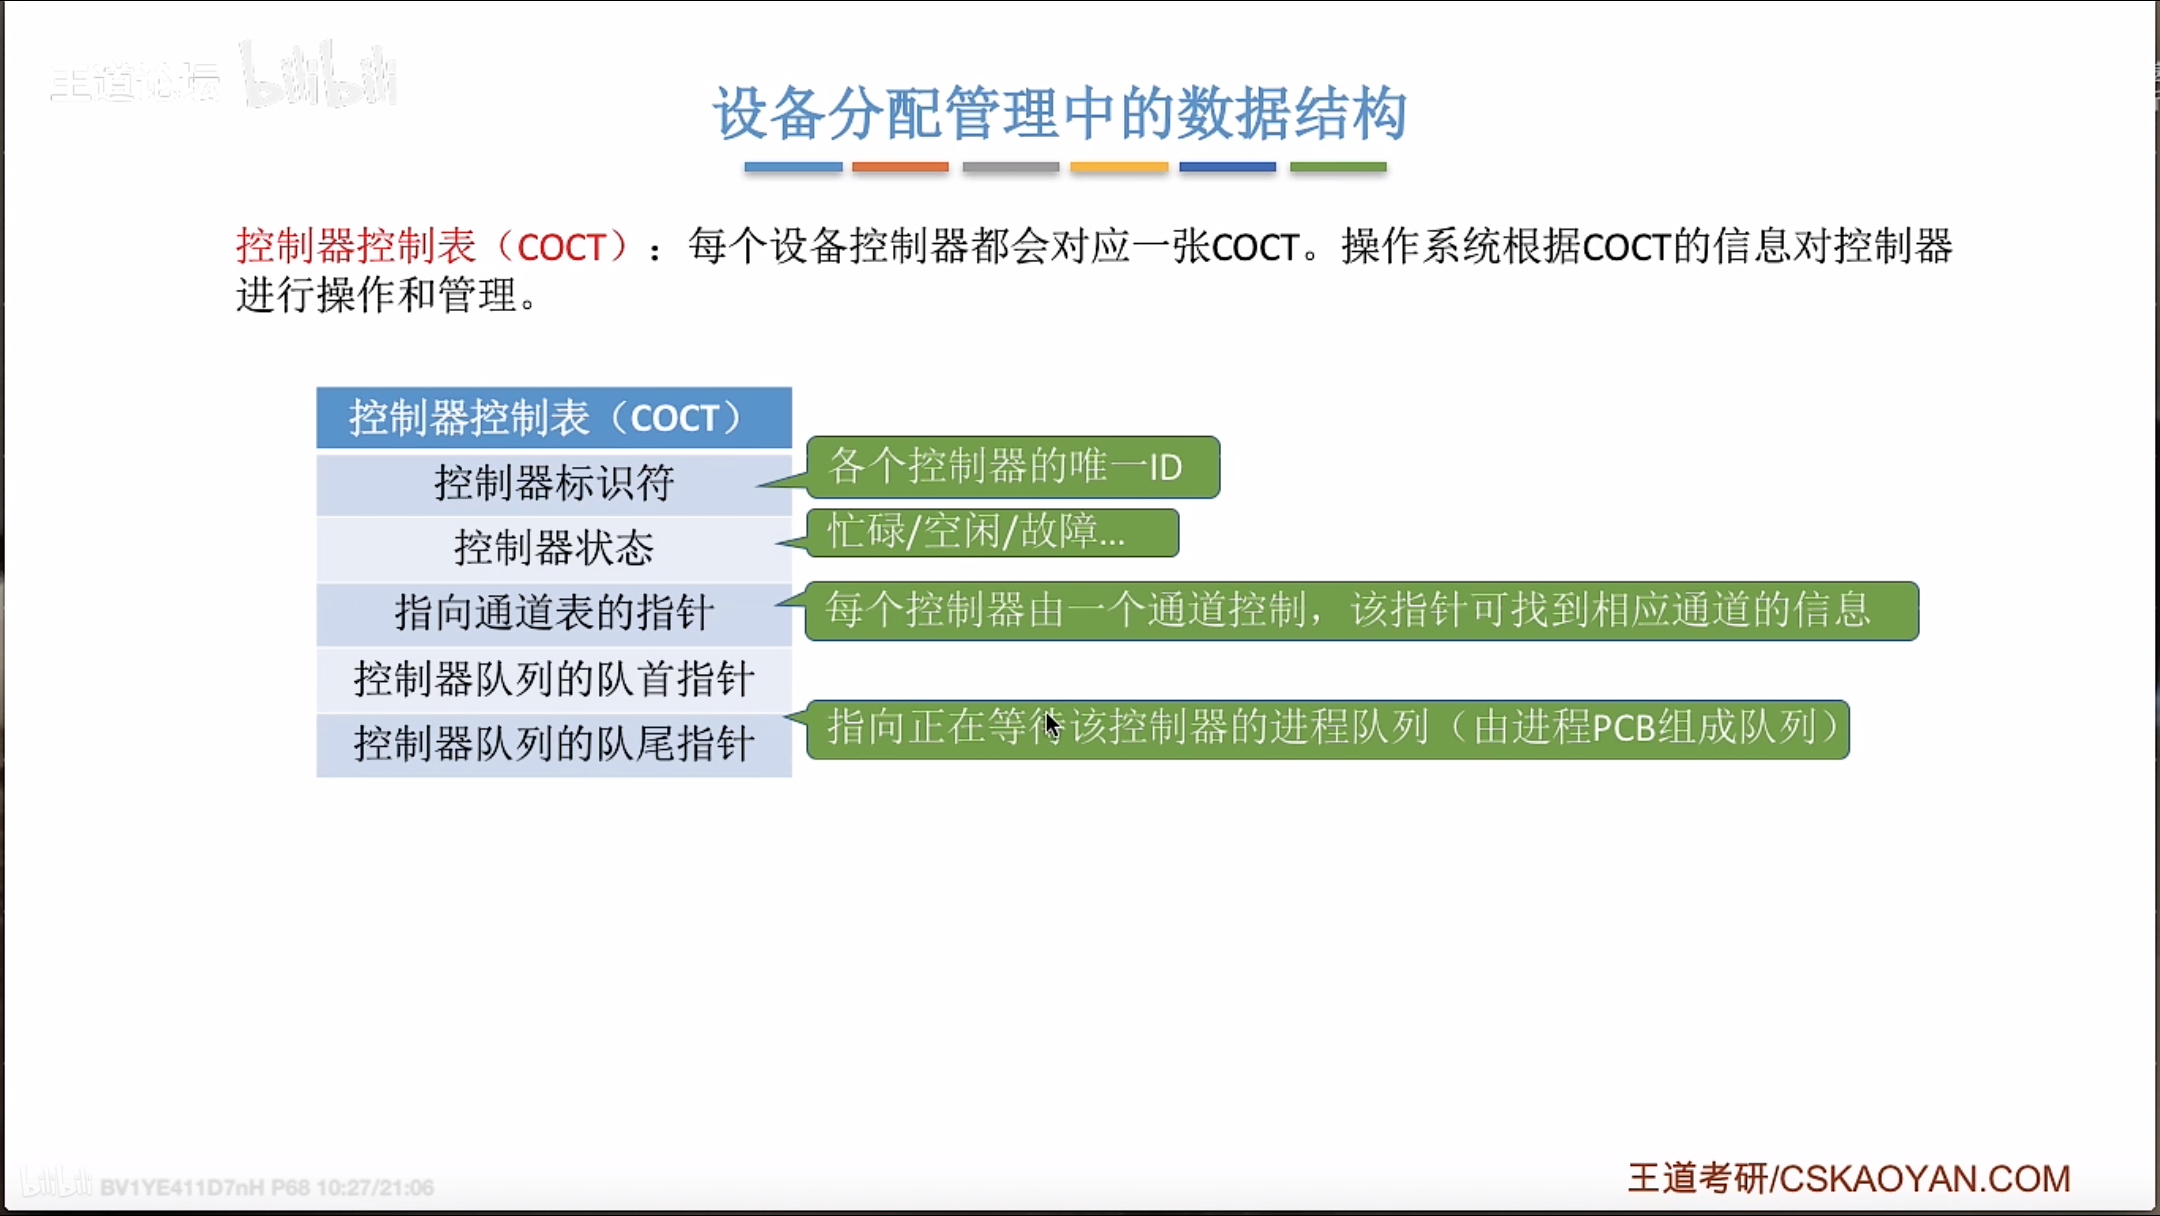 王道论坛 bilibili
设备分配管理中的数据结构
控制器控制表（COCT）：每个设备控制器都会对应一张COCT。操作系统根据COCT的信息对控制器
进行操作和管理。
控制器控制表（COCT）
控制器标识符
各个控制器的唯一ID
控制器状态
忙碌/空闲/故障...
指向通道表的指针
每个控制器由一个通道控制，该指针可找到相应通道的信息
控制器队列的队首指针
控制器队列的队尾指针
指向正在等待该控制器的进程队列（由进程PCB组成队列）
王道考研/CSKAOYAN.COM
bilibili BV1YE411D7nH P68 10:27/21:06